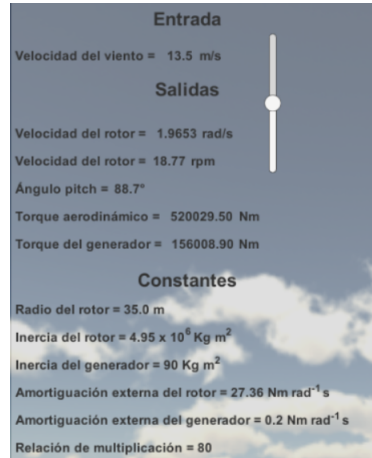 Entrada
Velocidad del viento = 13.5 m/s
Salidas
Velocidad del rotor = 1.9653 rad/s
Velocidad del rotor = 18.77 rpm
Ángulo pitch = 88.7°
Torque aerodinámico = 520029.50 Nm
Torque del generador = 156008.90 Nm
Constantes
Radio del rotor = 35.0 m
Inercia del rotor = 4.95 x 10⁶ Kg m²
Inercia del generador = 90 Kg m²
Amortiguación externa del rotor = 27.36 Nm rad⁻¹ s
Amortiguación externa del generador = 0.2 Nm rad⁻¹ s
Relación de multiplicación = 80